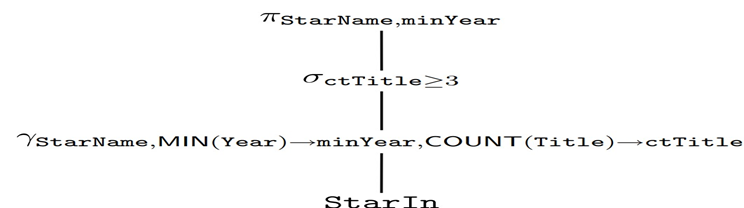 πStarName,minYear
σctTitle≥3
γStarName,MIN(Year)→minYear,COUNT(Title)→ctTitle
StarIn